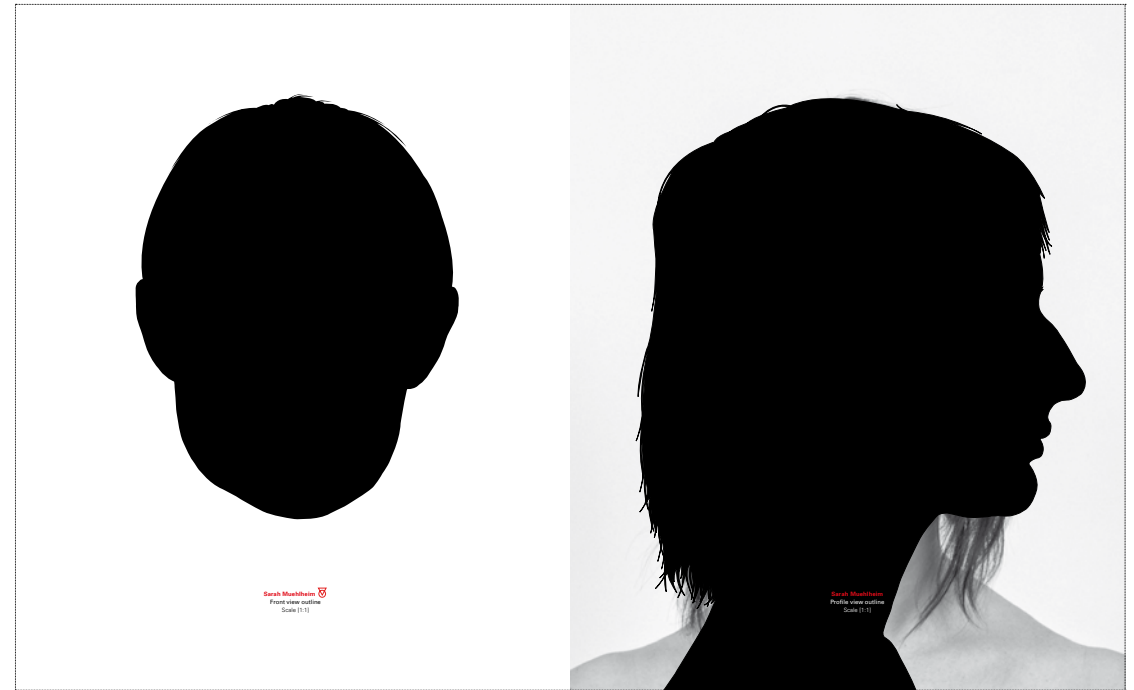 Sarah Muehlheim
Front view outline
Scale [1:1]
Sarah Muehlheim
Profile view outline
Scale [1:1]